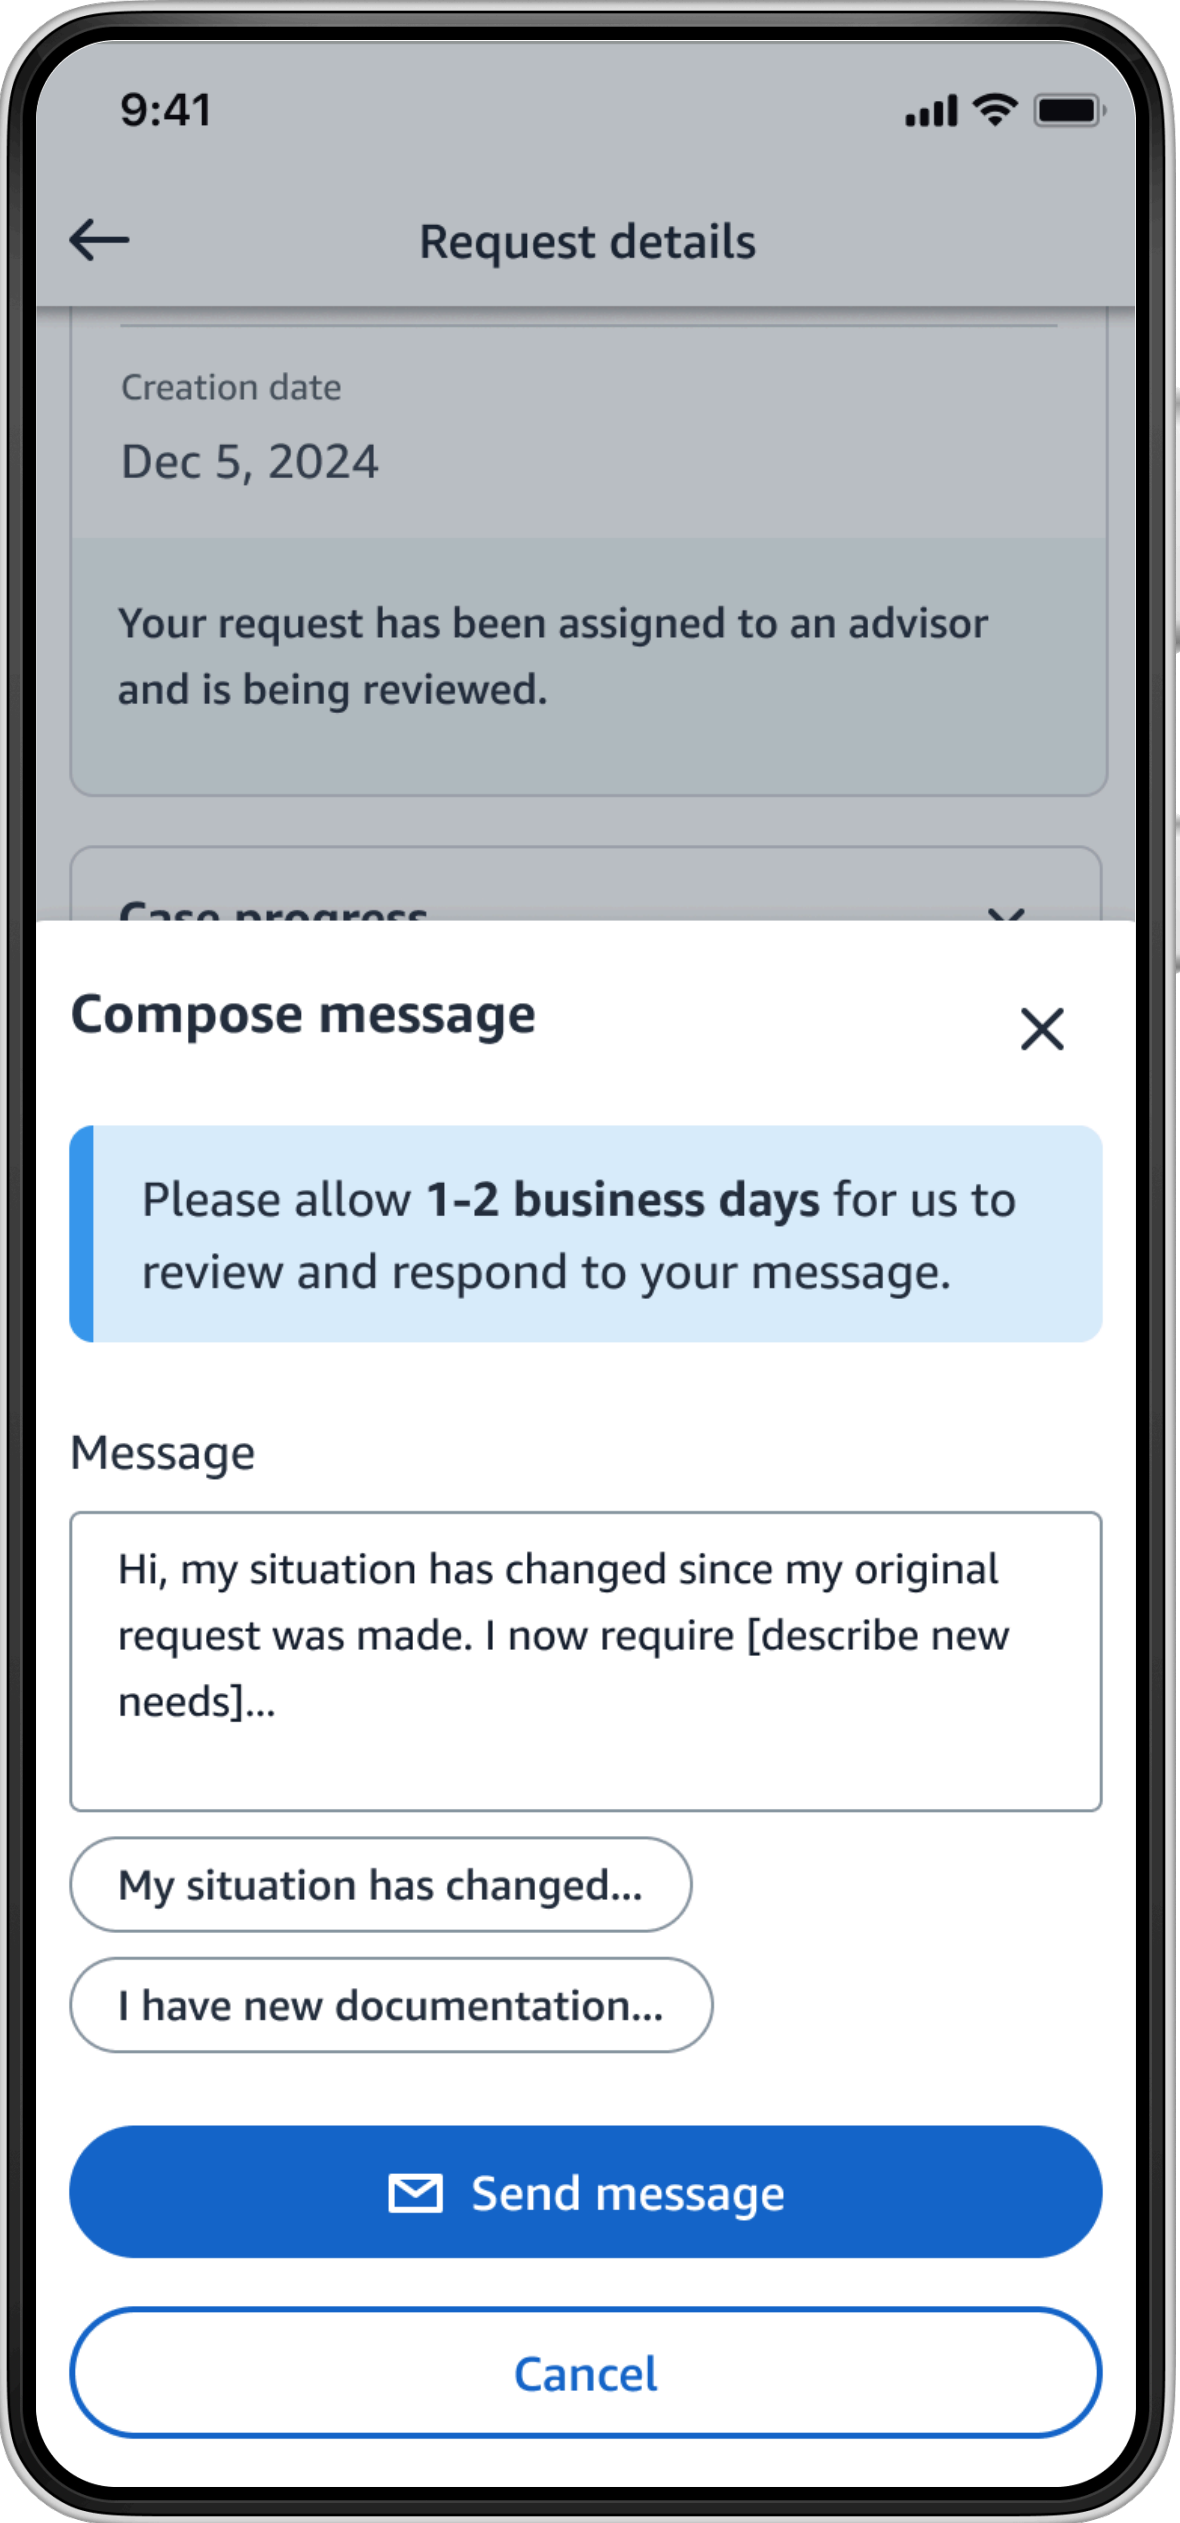 9:41
Request details
Creation date
Dec 5, 2024
Your request has been assigned to an advisor
and is being reviewed.
Case progress
Compose message
Please allow 1-2 business days for us to
review and respond to your message.
Message
Hi, my situation has changed since my original
request was made. I now require [describe new
needs]...
My situation has changed...
I have new documentation...
Send message
Cancel